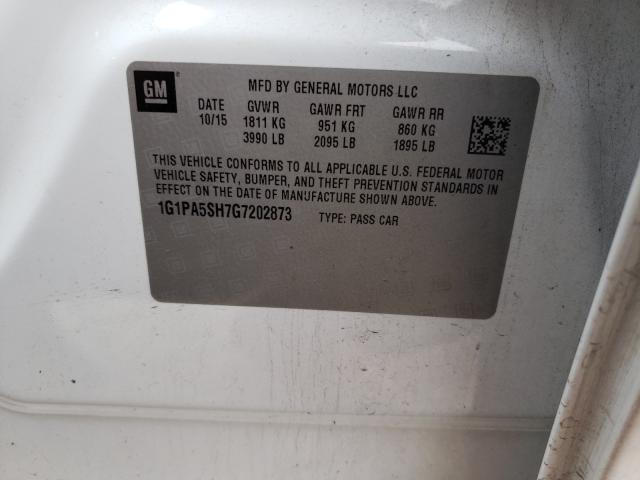 GM
MFD BY GENERAL MOTORS LLC
DATE GVWR GAWR FRT GAWR RR
10/15 1811 KG 951 KG 860 KG
3990 LB 2095 LB 1895 LB
THIS VEHICLE CONFORMS TO ALL APPLICABLE U.S. FEDERAL MOTOR
VEHICLE SAFETY, BUMPER, AND THEFT PREVENTION STANDARDS IN
EFFECT ON THE DATE OF MANUFACTURE SHOWN ABOVE.
1G1PA5SH7G7202873 TYPE: PASS CAR